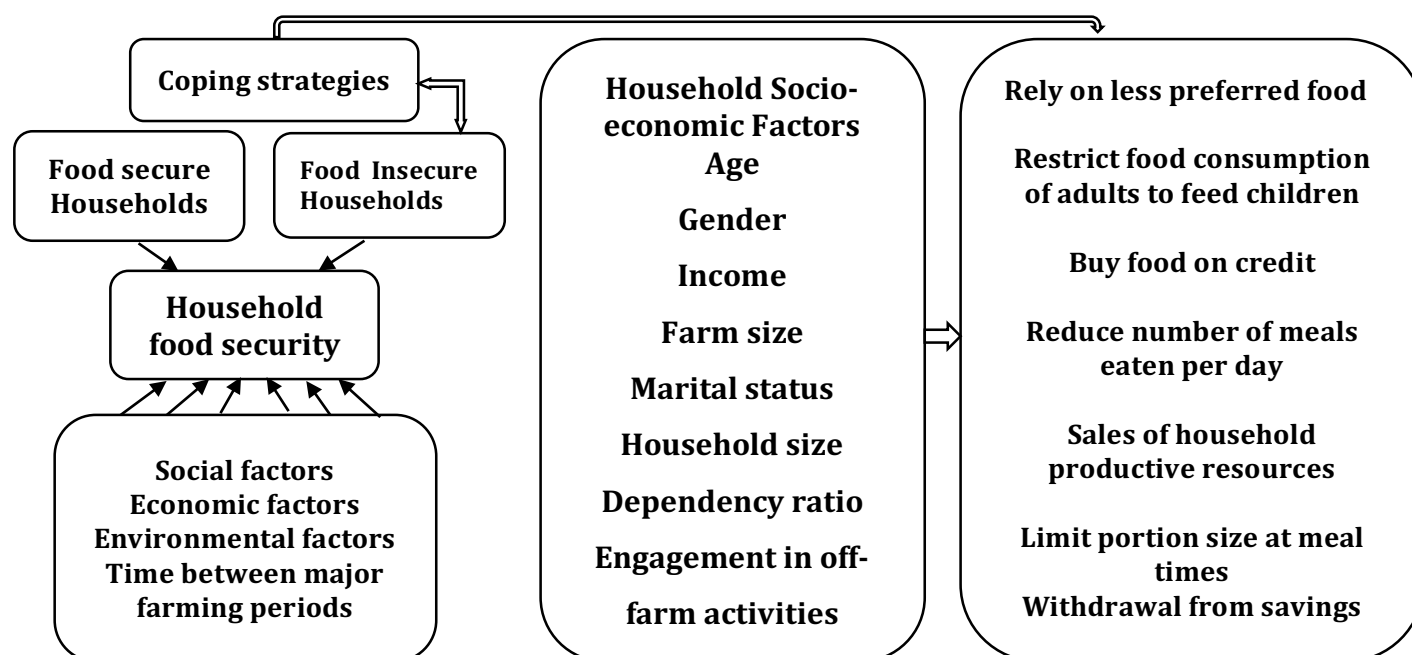 Coping strategies
Food secure
Households
Food Insecure
Households
Household
food security
Social factors
Economic factors
Environmental factors
Time between major
farming periods
Household Socio-
economic Factors
Age
Gender
Income
Farm size
Marital status
Household size
Dependency ratio
Engagement in off-
farm activities
Rely on less preferred food
Restrict food consumption
of adults to feed children
Buy food on credit
Reduce number of meals
eaten per day
Sales of household
productive resources
Limit portion size at meal
times
Withdrawal from savings